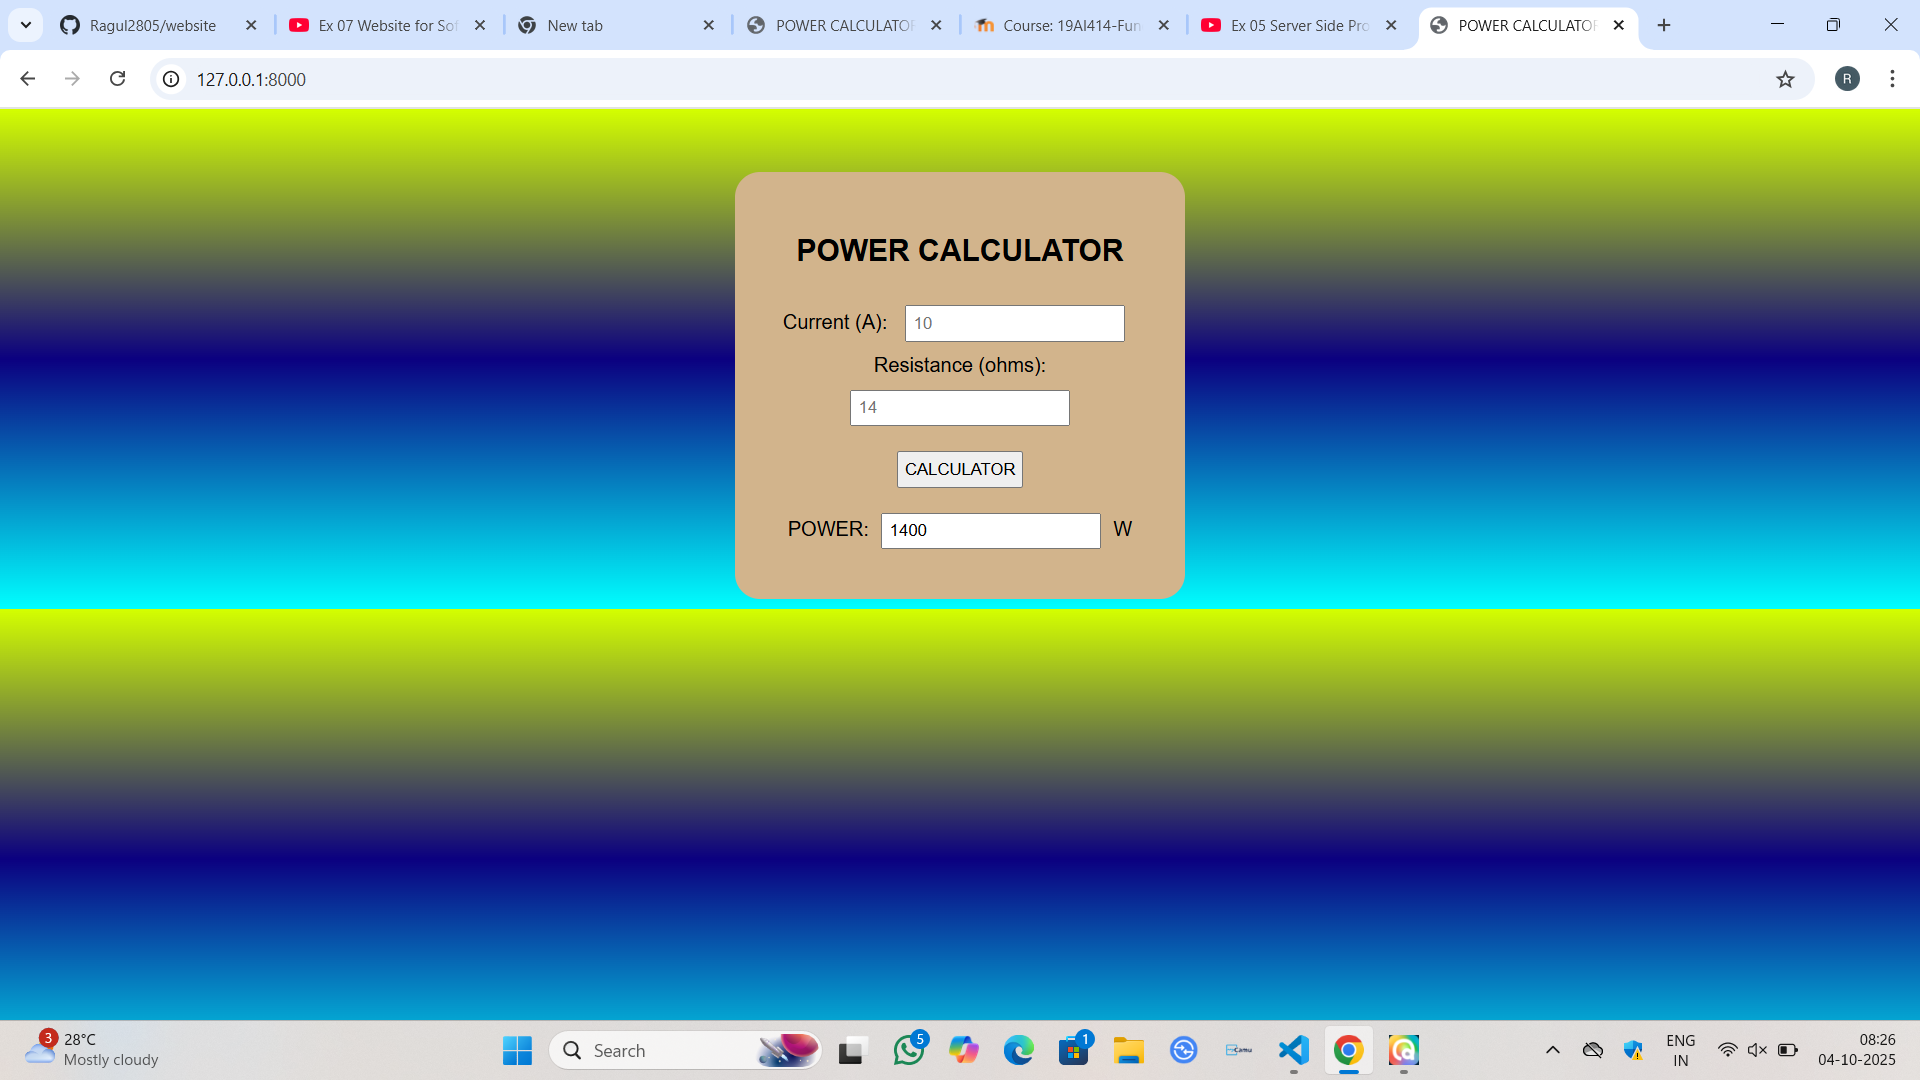 Ragul2805/website
Ex 07 Website for Sof
New tab
POWER CALCULATOR
Course: 19AI414-Fun
Ex 05 Server Side Pro
POWER CALCULATOR
127.0.0.1:8000
R
POWER CALCULATOR
Current (A): 10
Resistance (ohms):
14
CALCULATOR
POWER: 1400 W
3
28°C
Mostly cloudy
Search
5
1
Camu
ENG
IN
08:26
04-10-2025